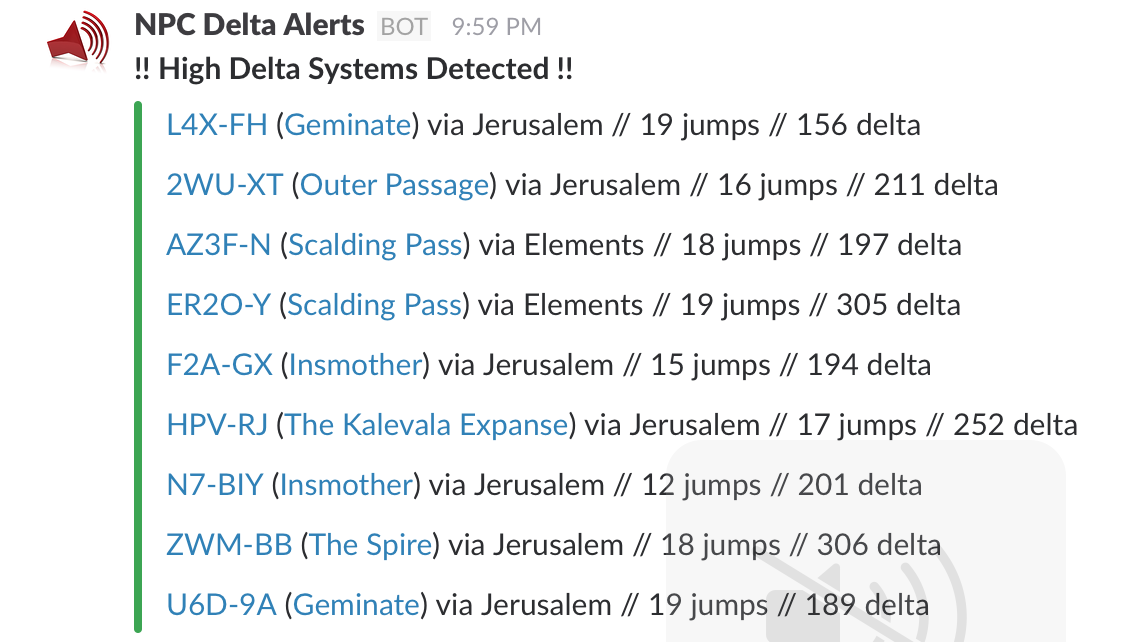 NPC Delta Alerts BOT 9:59 PM
!! High Delta Systems Detected !!
L4X-FH (Geminate) via Jerusalem // 19 jumps // 156 delta
2WU-XT (Outer Passage) via Jerusalem // 16 jumps // 211 delta
AZ3F-N (Scalding Pass) via Elements // 18 jumps // 197 delta
ER2O-Y (Scalding Pass) via Elements // 19 jumps // 305 delta
F2A-GX (Insmother) via Jerusalem // 15 jumps // 194 delta
HPV-RJ (The Kalevala Expanse) via Jerusalem // 17 jumps // 252 delta
N7-BIY (Insmother) via Jerusalem // 12 jumps // 201 delta
ZWM-BB (The Spire) via Jerusalem // 18 jumps // 306 delta
U6D-9A (Geminate) via Jerusalem // 19 jumps // 189 delta